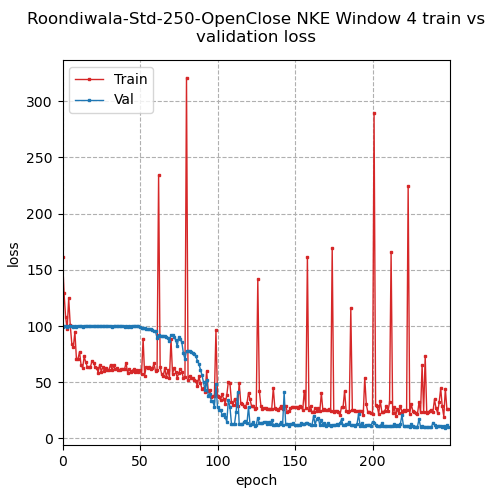 Roondiwala-Std-250-OpenClose NKE Window 4 train vs
validation loss
Train
Val
300
250
200
150
100
50
0
loss
0 50 100 150 200
epoch